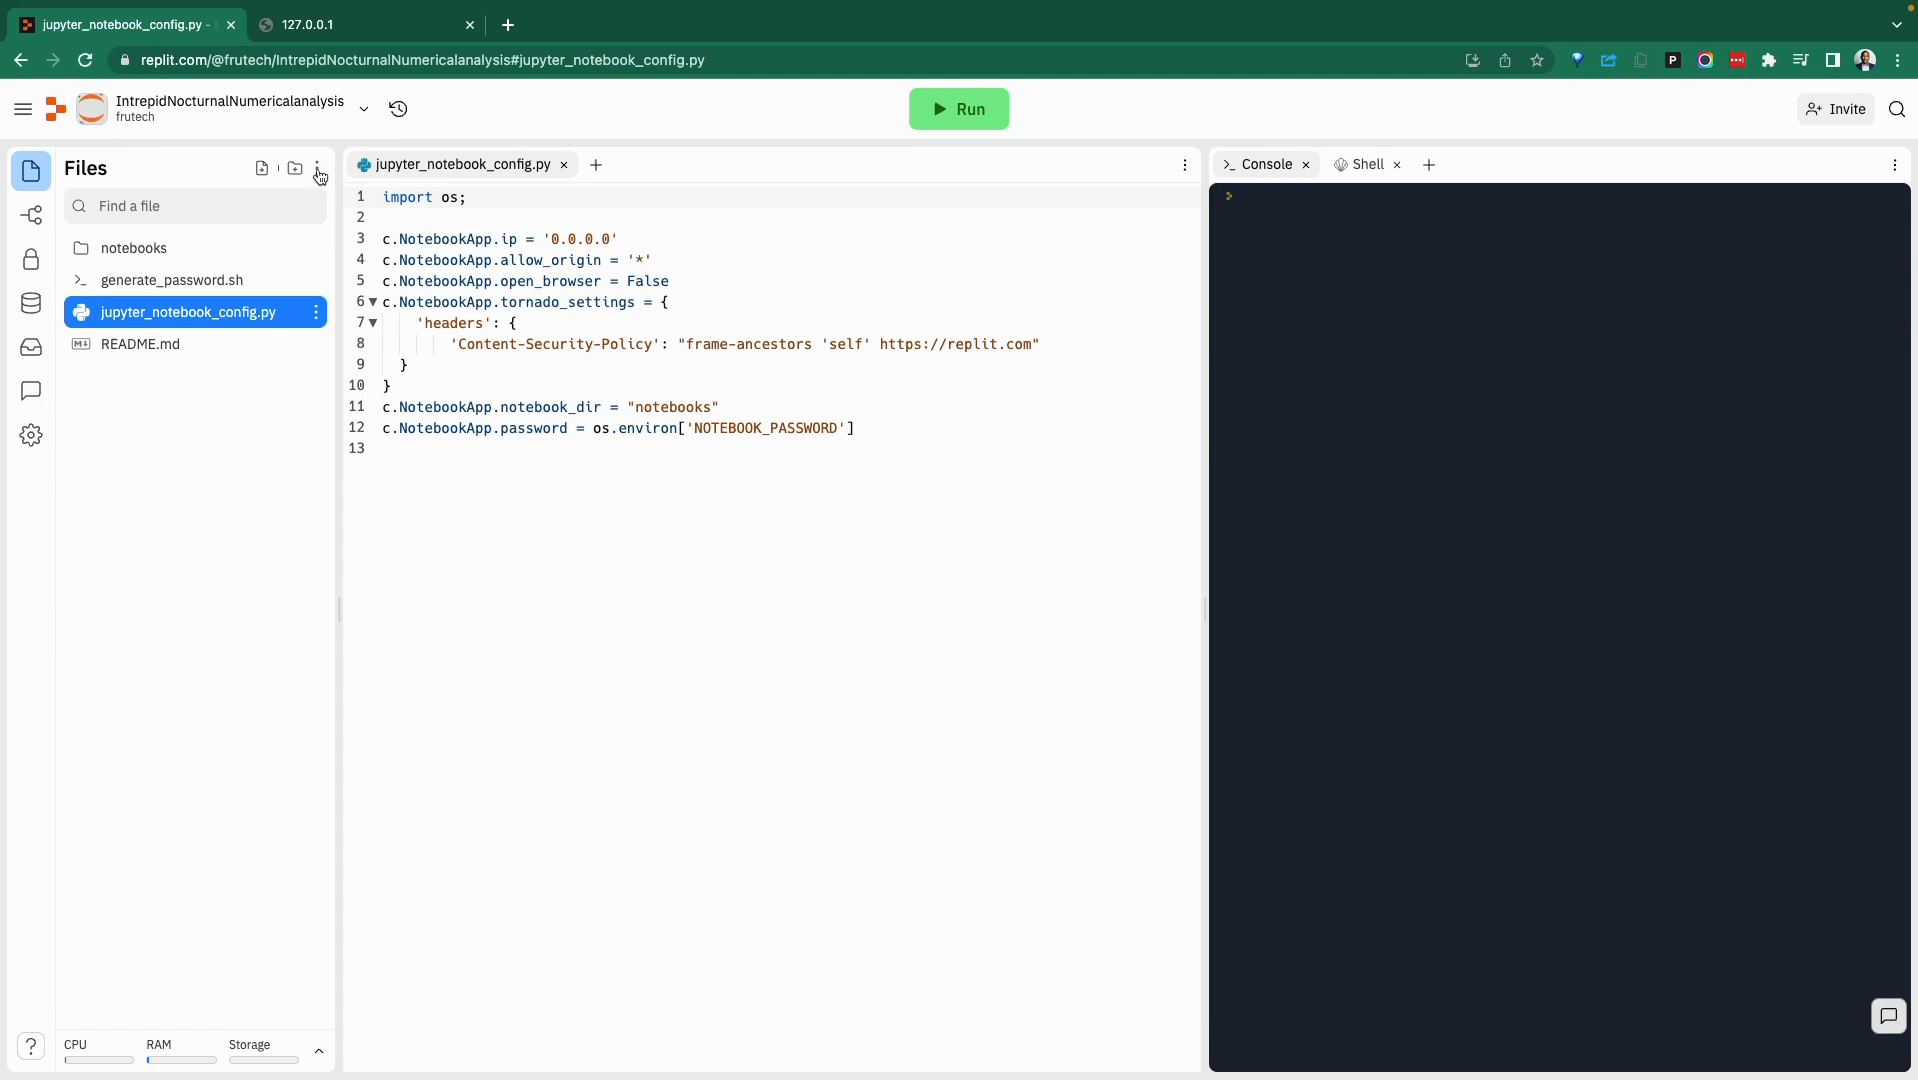 jupyter_notebook_config.py -
127.0.0.1
replit.com/@frutech/IntrepidNocturnalNumericalanalysis#jupyter_notebook_config.py
IntrepidNocturnalNumericalanalysis
frutech
Run
Invite
Files
Find a file
notebooks
generate_password.sh
jupyter_notebook_config.py
README.md
CPU
RAM
Storage
jupyter_notebook_config.py
1 import os;
2
3 c.NotebookApp.ip = '0.0.0.0'
4 c.NotebookApp.allow_origin = '*'
5 c.NotebookApp.open_browser = False
6 c.NotebookApp.tornado_settings = {
7 'headers': {
8 'Content-Security-Policy': "frame-ancestors 'self' https://replit.com"
9 }
10 }
11 c.NotebookApp.notebook_dir = "notebooks"
12 c.NotebookApp.password = os.environ['NOTEBOOK_PASSWORD']
13
Console
Shell